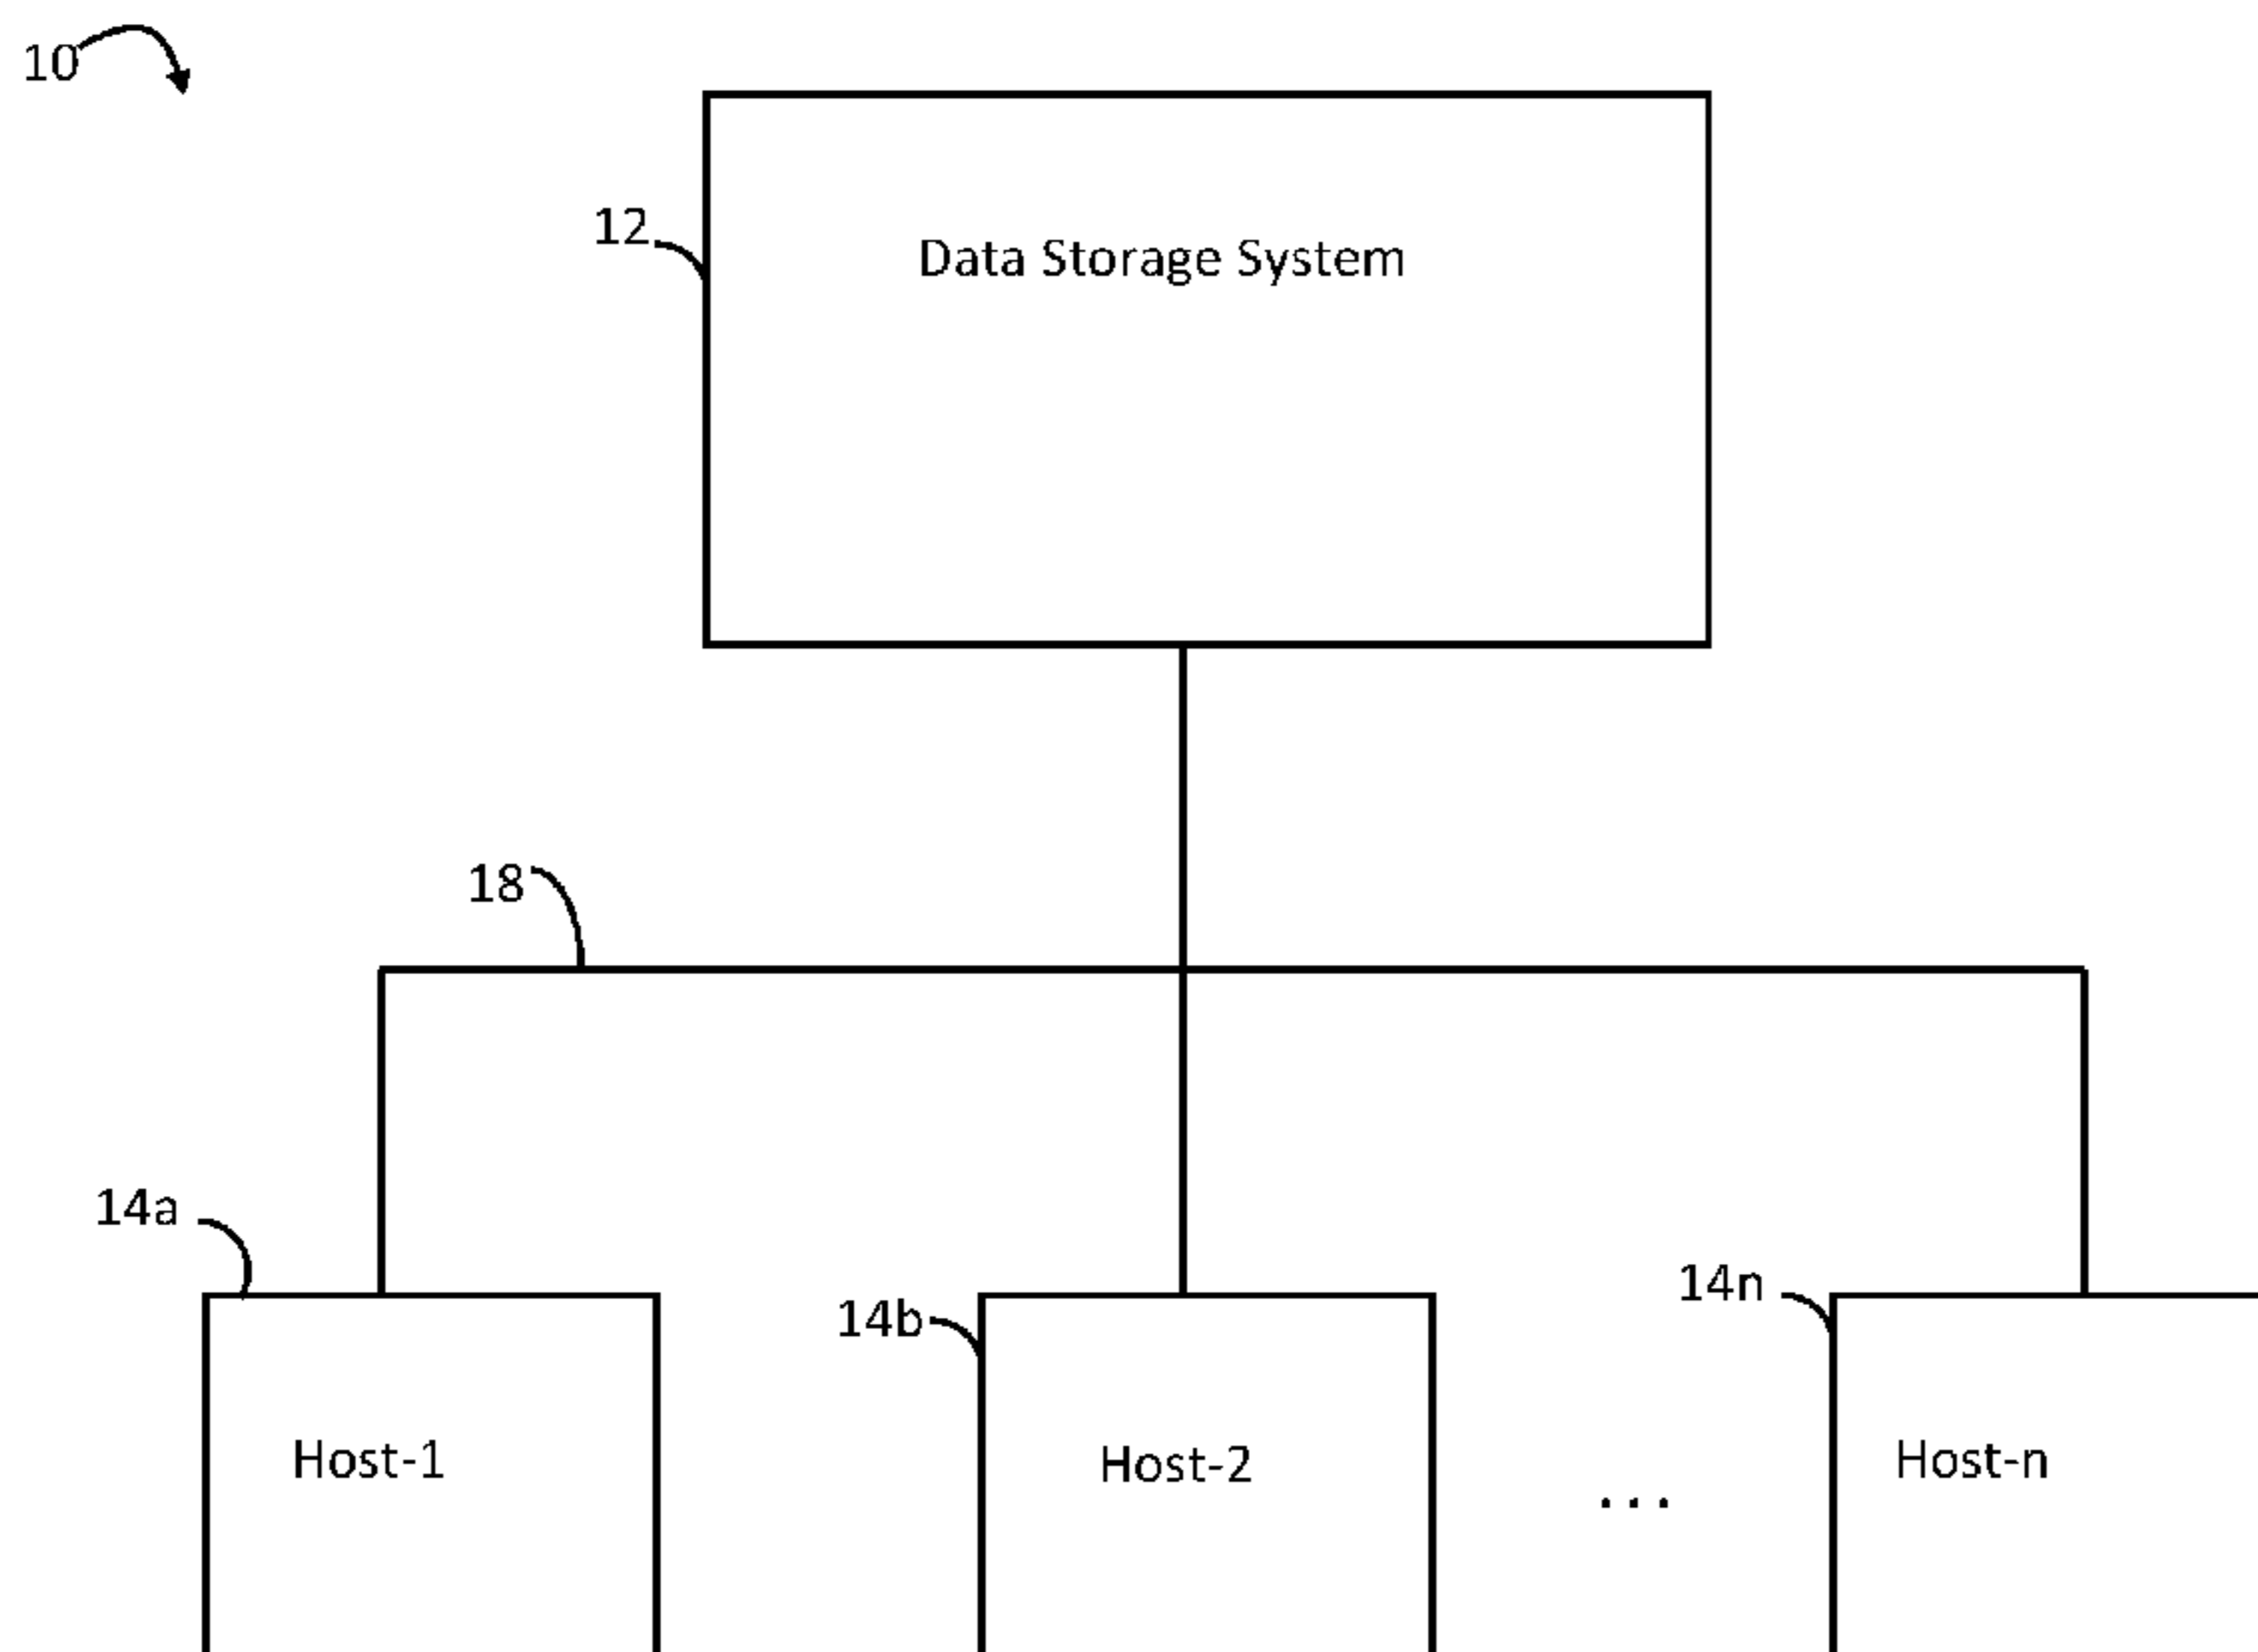 10
12
Data Storage System
18
14a
14b
14n
Host-1
Host-2
...
Host-n